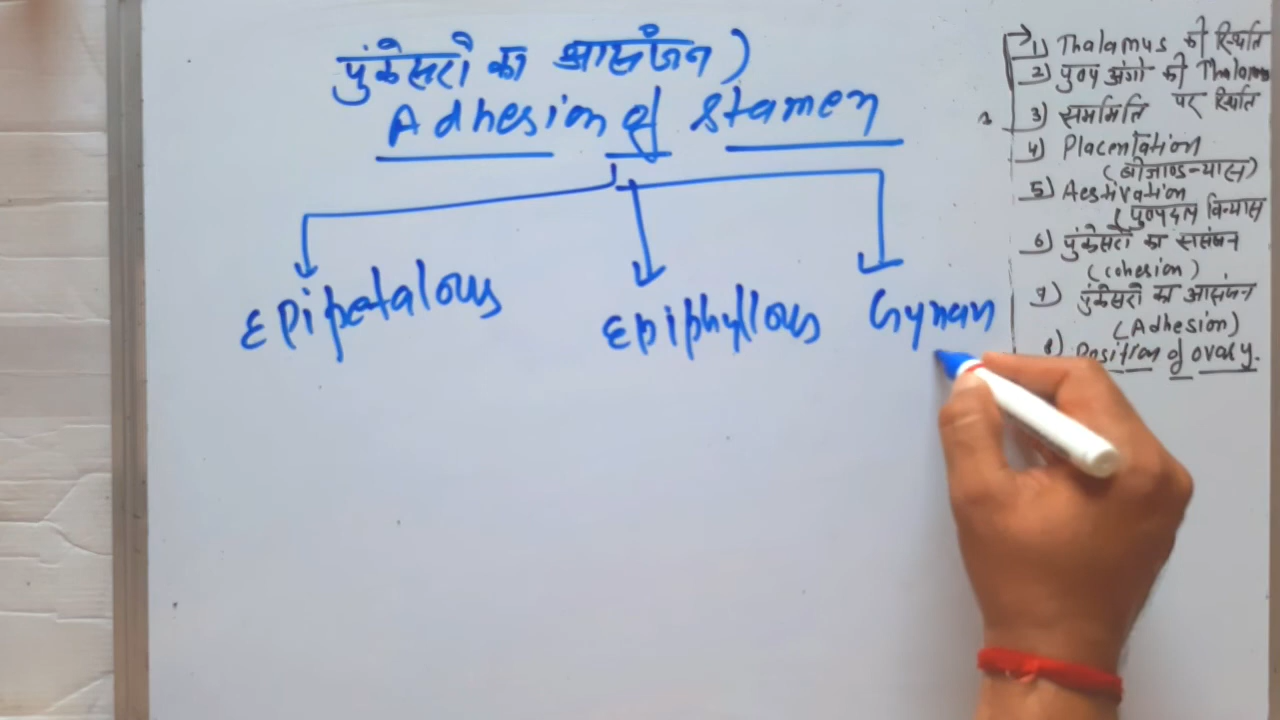 पुंकेसरों का आसंजन)
Adhesion of Stamen
Epipetalous
Epiphyllous
Gynan
1) Thalamus की स्थिति
2) पुष्प अंगो की Thalamus
पर स्थिति
3) सममिति
4) Placentation
(बीजाण्डन्यास)
5) Aestivation
(पुष्पदल विन्यास
6) पुंकेसरों का ससंजन
(cohesion)
7) पुंकेसरों का आसंजन
(Adhesion)
8) Position of ovary.